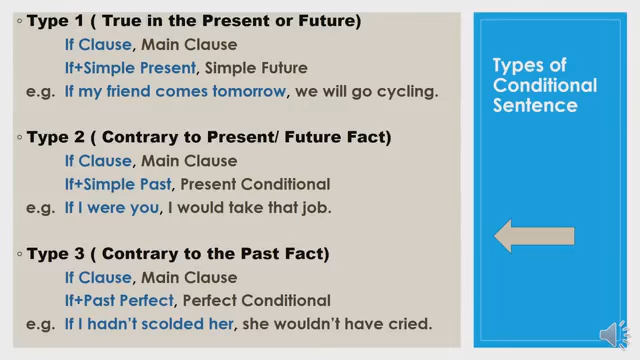 ◦ Type 1 ( True in the Present or Future)
If Clause, Main Clause
If+Simple Present, Simple Future
e.g. If my friend comes tomorrow, we will go cycling.
◦ Type 2 ( Contrary to Present/ Future Fact)
If Clause, Main Clause
If+Simple Past, Present Conditional
e.g. If I were you, I would take that job.
◦ Type 3 ( Contrary to the Past Fact)
If Clause, Main Clause
If+Past Perfect, Perfect Conditional
e.g. If I hadn't scolded her, she wouldn't have cried.
Types of
Conditional
Sentence